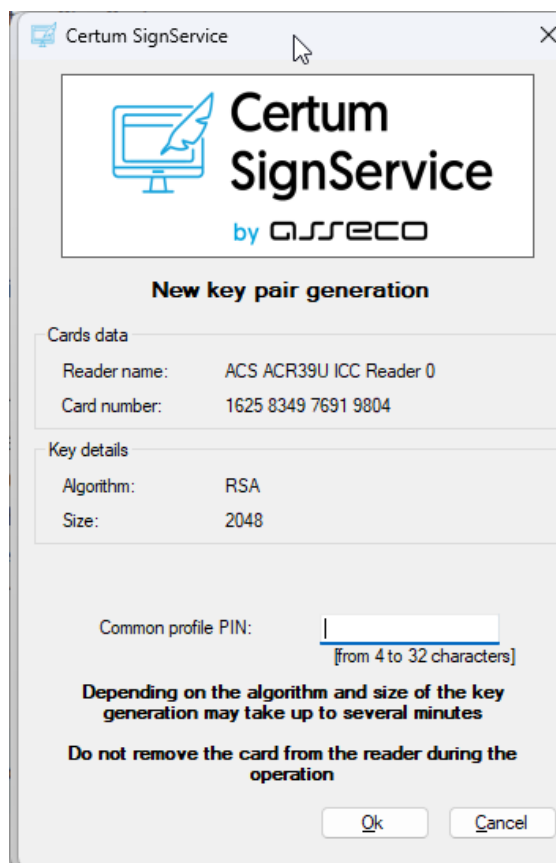 Certum SignService
Certum
SignService
by asseco
New key pair generation
Cards data
Reader name: ACS ACR39U ICC Reader 0
Card number: 1625 8349 7691 9804
Key details
Algorithm: RSA
Size: 2048
Common profile PIN:
[from 4 to 32 characters]
Depending on the algorithm and size of the key
generation may take up to several minutes
Do not remove the card from the reader during the
operation
Ok Cancel